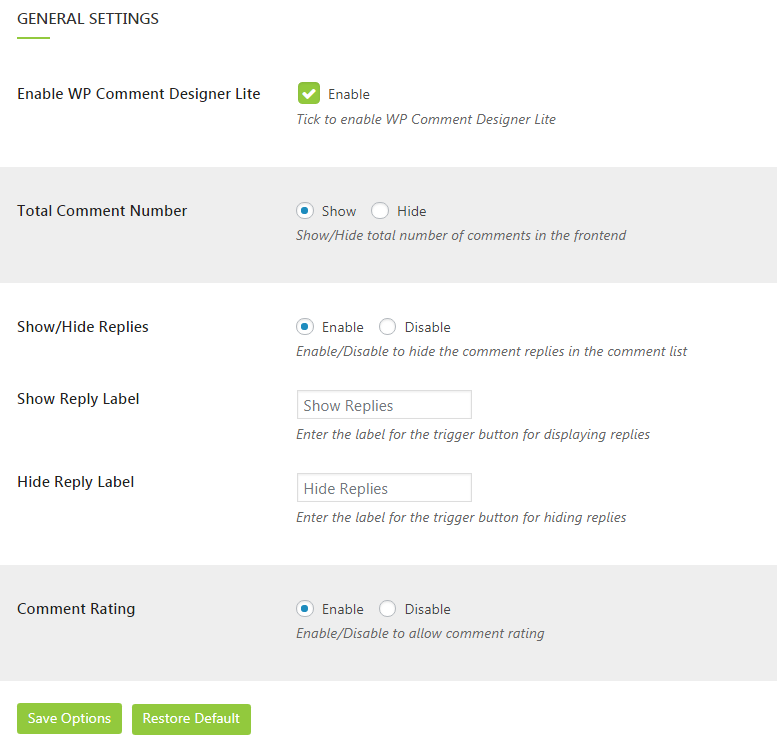 GENERAL SETTINGS
Enable WP Comment Designer Lite
Enable
Tick to enable WP Comment Designer Lite
Total Comment Number
Show Hide
Show/Hide total number of comments in the frontend
Show/Hide Replies
Enable Disable
Enable/Disable to hide the comment replies in the comment list
Show Reply Label
Show Replies
Enter the label for the trigger button for displaying replies
Hide Reply Label
Hide Replies
Enter the label for the trigger button for hiding replies
Comment Rating
Enable Disable
Enable/Disable to allow comment rating
Save Options Restore Default